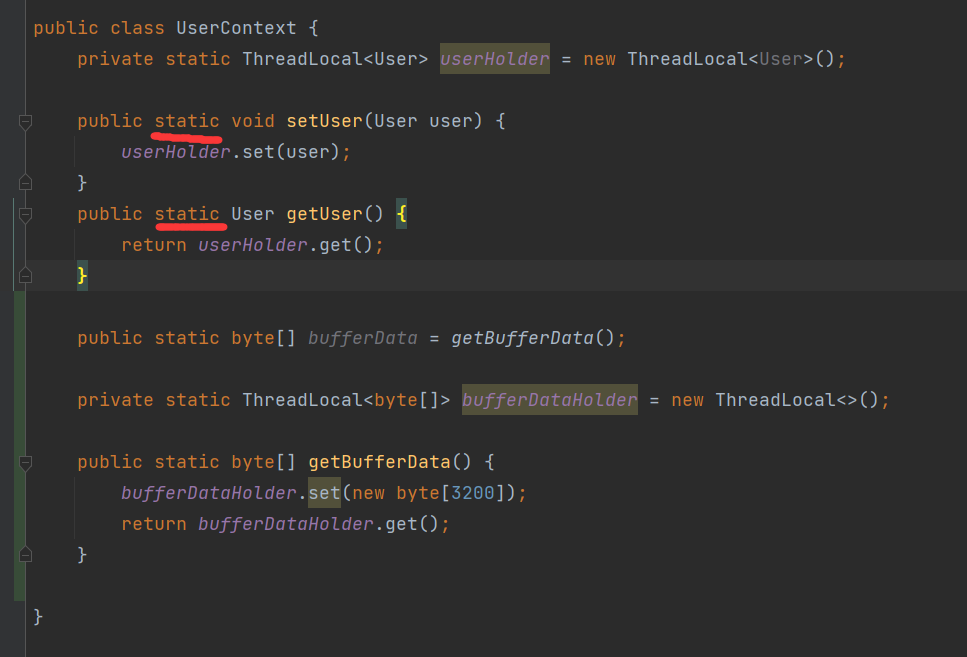 public class UserContext {
    private static ThreadLocal<User> userHolder = new ThreadLocal<User>();
    public static void setUser(User user) {
        userHolder.set(user);
    }
    public static User getUser() {
        return userHolder.get();
    }
    public static byte[] bufferData = getBufferData();
    private static ThreadLocal<byte[]> bufferDataHolder = new ThreadLocal<>();
    public static byte[] getBufferData() {
        bufferDataHolder.set(new byte[3200]);
        return bufferDataHolder.get();
    }
}